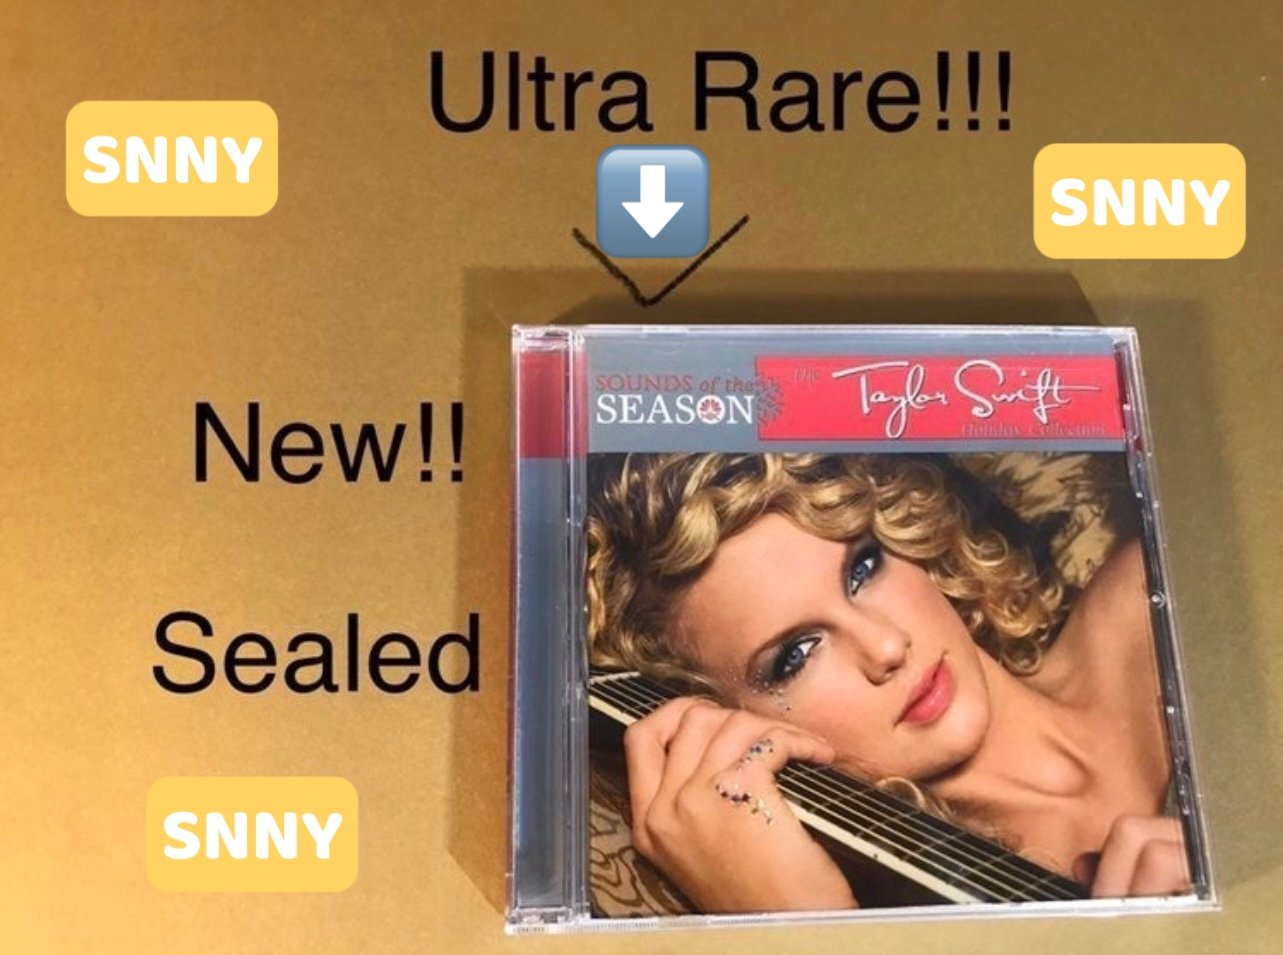 Ultra Rare!!!
SNNY
SNNY
SOUNDS of the
SEASON
The
Taylor Swift
Holiday Collection
New!!
Sealed
SNNY